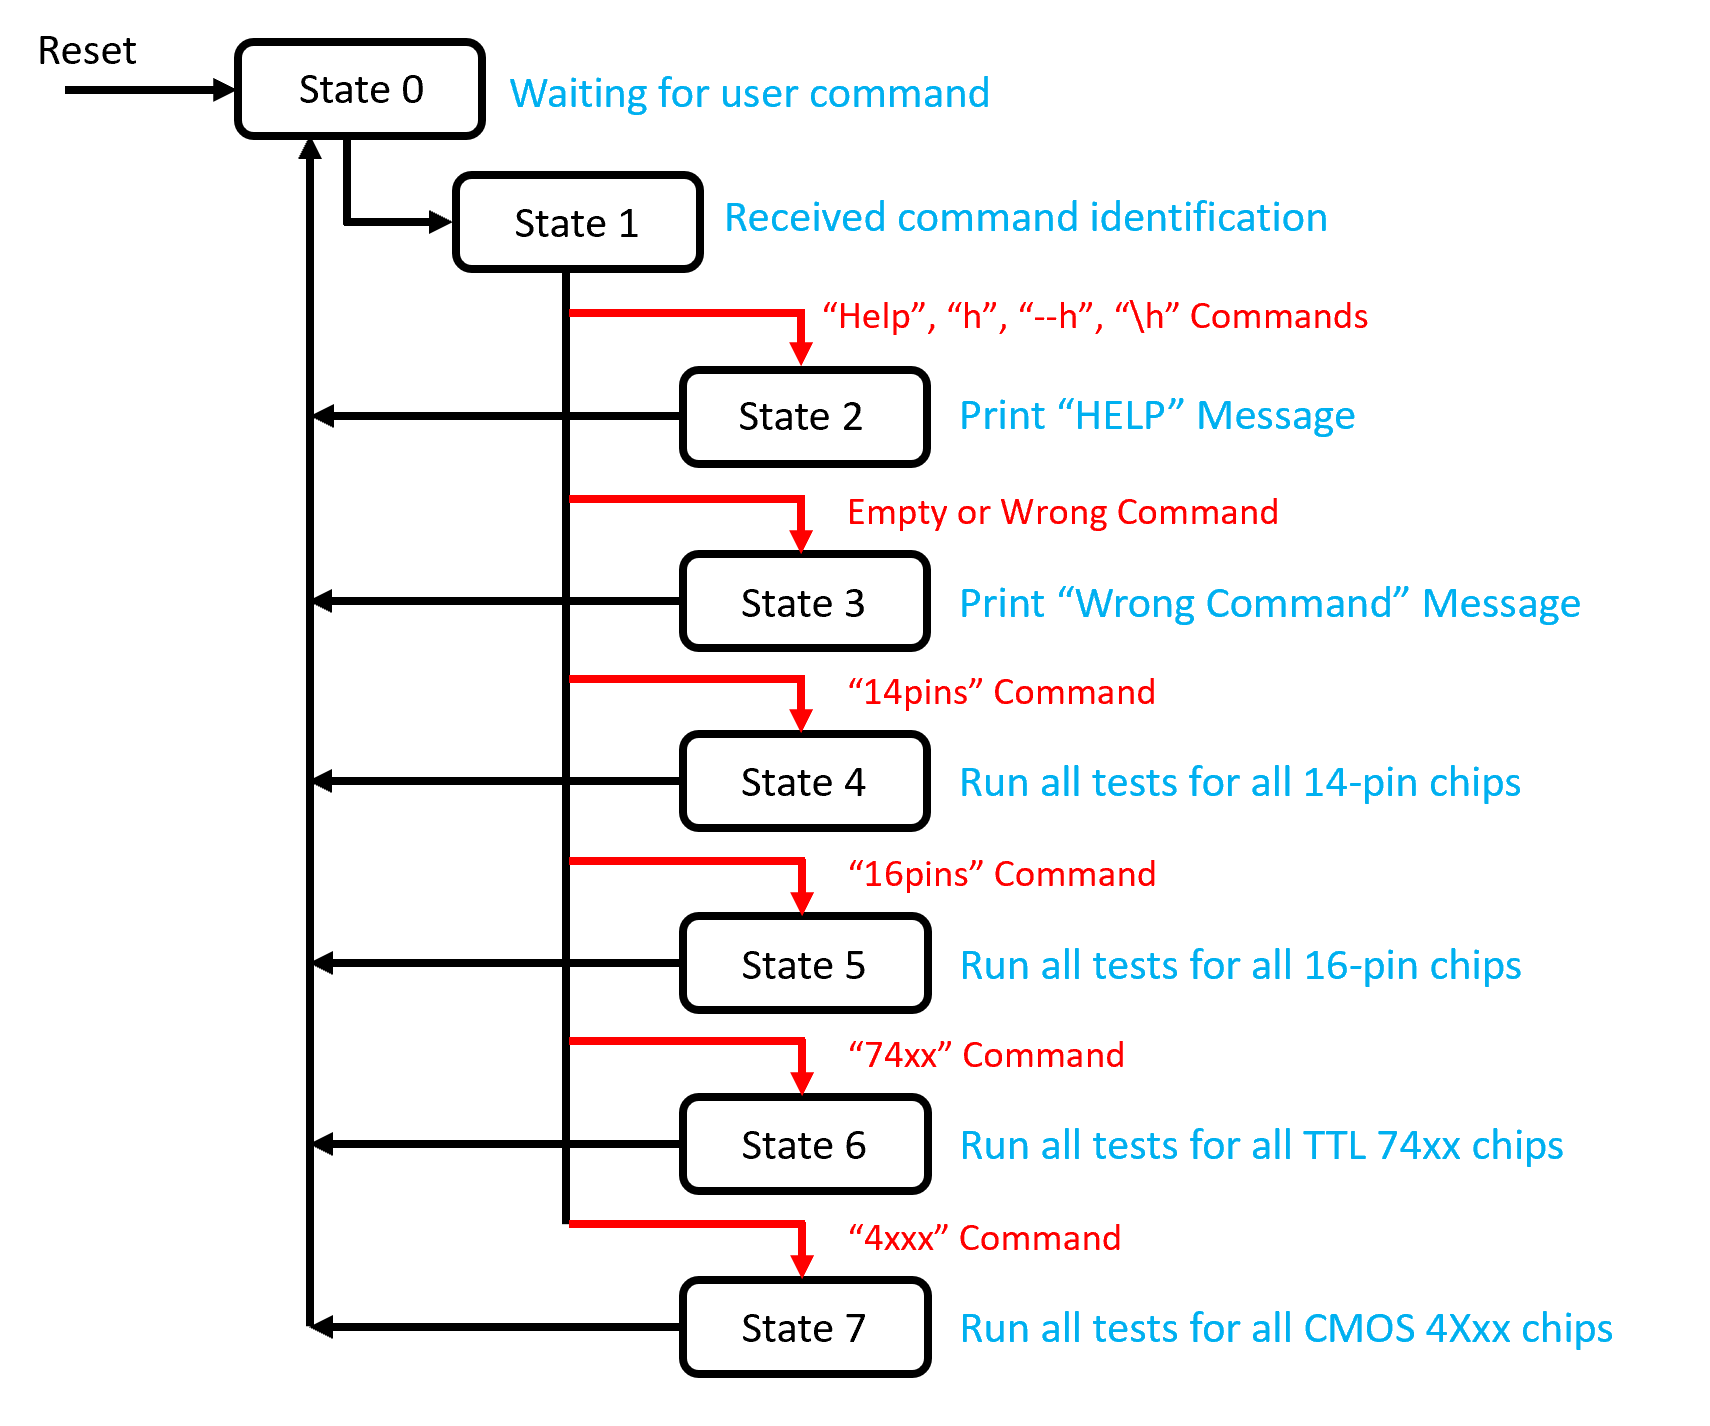 Reset
State 0
Waiting for user command
State 1
Received command identification
“Help”, “h”, “--h”, “\h” Commands
State 2
Print “HELP” Message
Empty or Wrong Command
State 3
Print “Wrong Command” Message
“14pins” Command
State 4
Run all tests for all 14-pin chips
“16pins” Command
State 5
Run all tests for all 16-pin chips
“74xx” Command
State 6
Run all tests for all TTL 74xx chips
“4xxx” Command
State 7
Run all tests for all CMOS 4Xxx chips